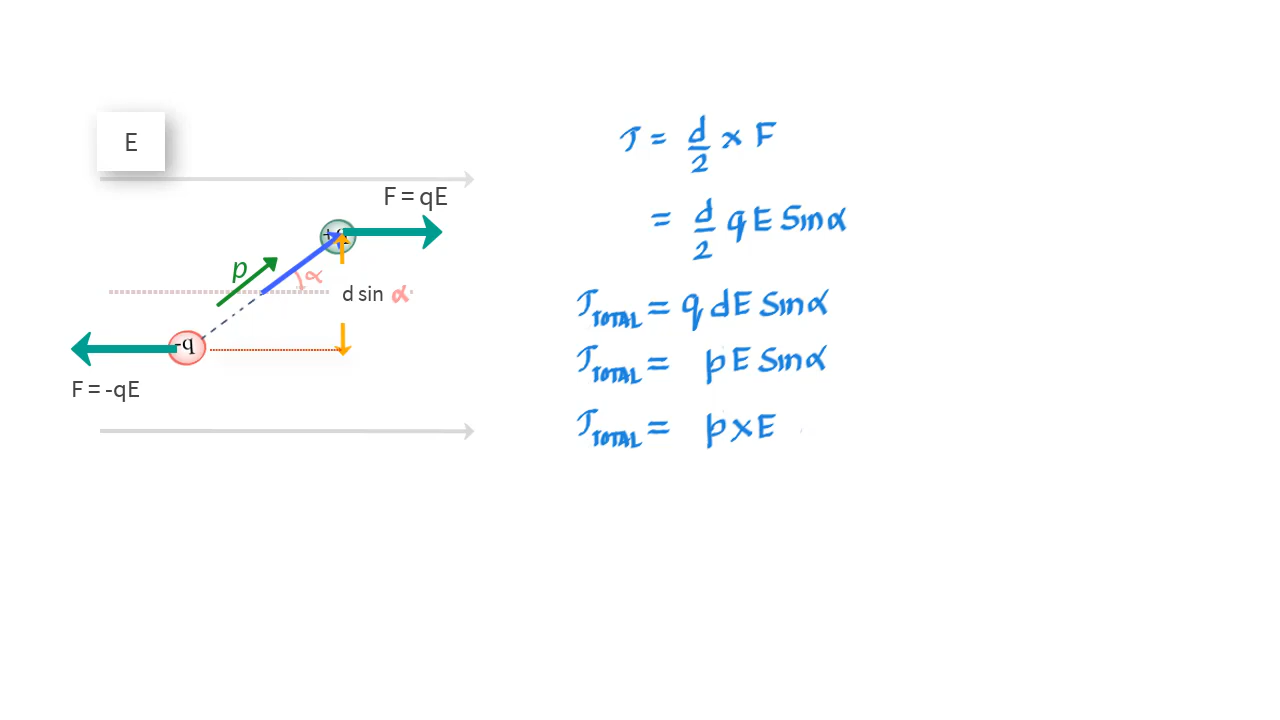 E
F = qE
+q
p
α
d sin α
-q
F = -qE
τ = d/2 × F
= d/2 qE Sinα
τTOTAL = qdE Sinα
τTOTAL = pE Sinα
τTOTAL = p×E